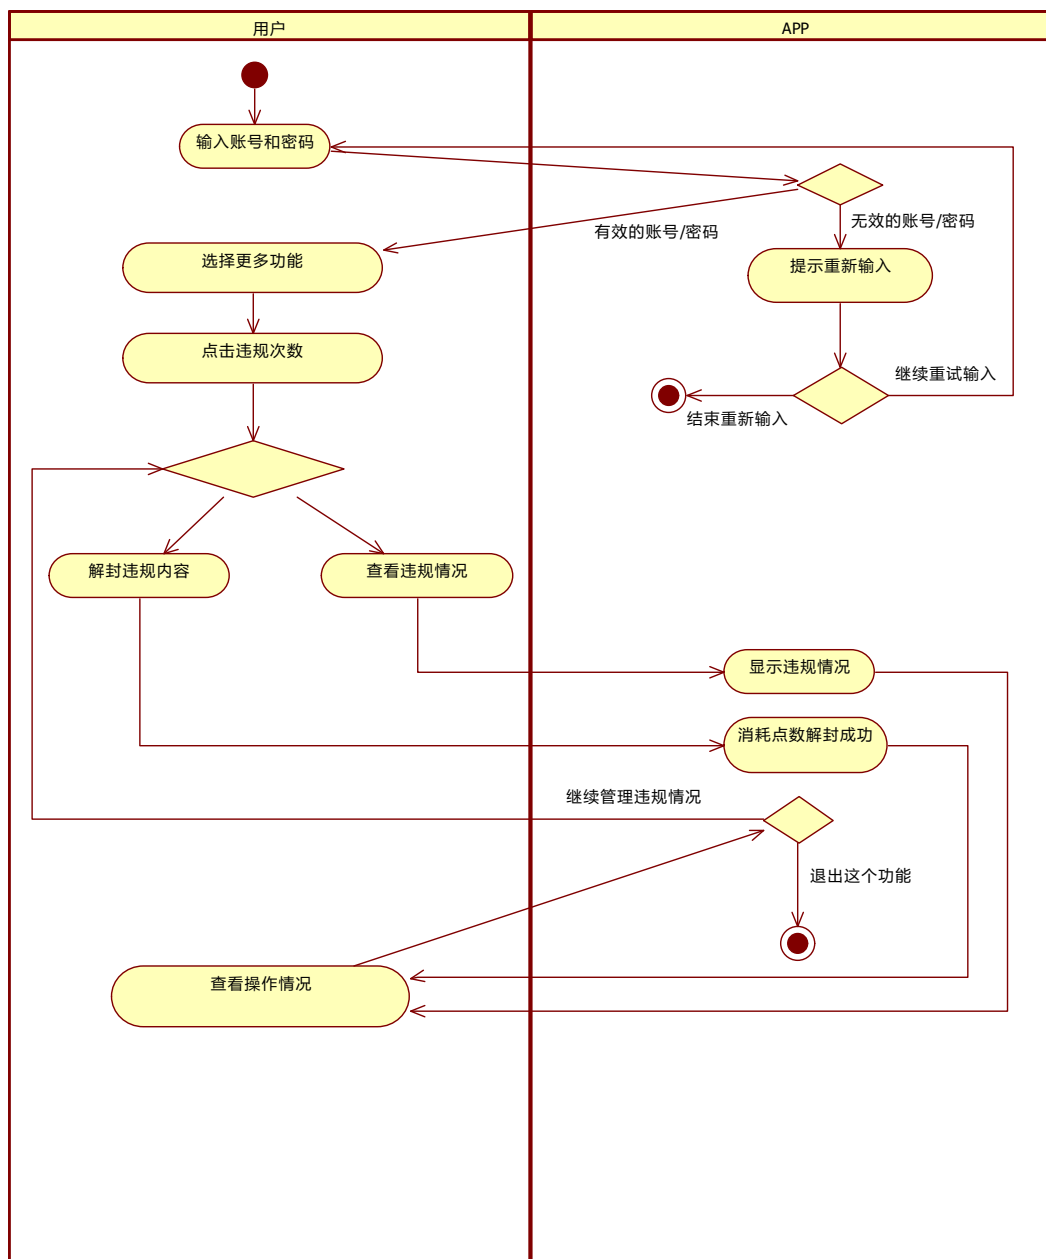 用户
APP
输入账号和密码
有效的账号/密码
无效的账号/密码
选择更多功能
提示重新输入
点击违规次数
继续重试输入
结束重新输入
解封违规内容
查看违规情况
显示违规情况
消耗点数解封成功
继续管理违规情况
退出这个功能
查看操作情况